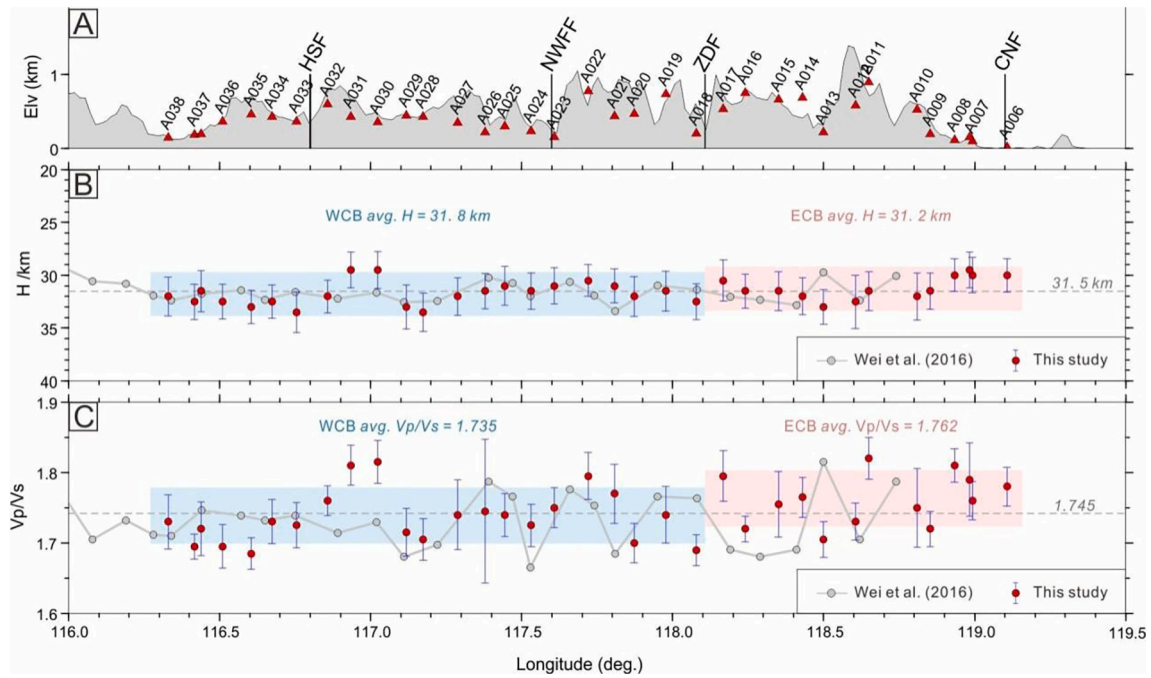 A
HSF
NWFF
ZDF
CNF
A038
A037
A036
A035
A034
A033
A032
A031
A030
A029
A028
A027
A026
A025
A024
A023
A022
A021
A020
A019
A018
A017
A016
A015
A014
A013
A012
A011
A010
A009
A008
A007
A006
Elv (km)
1
0
B
WCB avg. H = 31. 8 km
ECB avg. H = 31. 2 km
31. 5 km
H /km
20
25
30
35
40
Wei et al. (2016)
This study
C
WCB avg. Vp/Vs = 1.735
ECB avg. Vp/Vs = 1.762
1.745
Vp/Vs
1.9
1.8
1.7
1.6
Wei et al. (2016)
This study
116.0 116.5 117.0 117.5 118.0 118.5 119.0 119.5
Longitude (deg.)